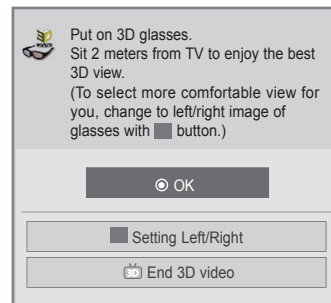 Put on 3D glasses.
Sit 2 meters from TV to enjoy the best
3D view.
(To select more comfortable view for
you, change to left/right image of
glasses with button.)
OK
Setting Left/Right
3D End 3D video